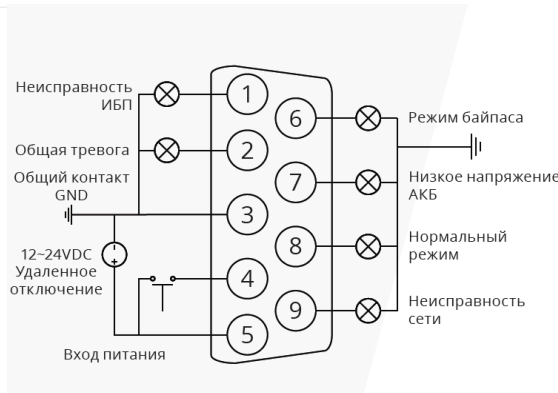 Неисправность
ИБП
1
Общая тревога
2
Общий контакт
GND
3
12~24VDC
Удаленное
отключение
4
5
Вход питания
6
Режим байпаса
7
Низкое напряжение
АКБ
8
Нормальный
режим
9
Неисправность
сети